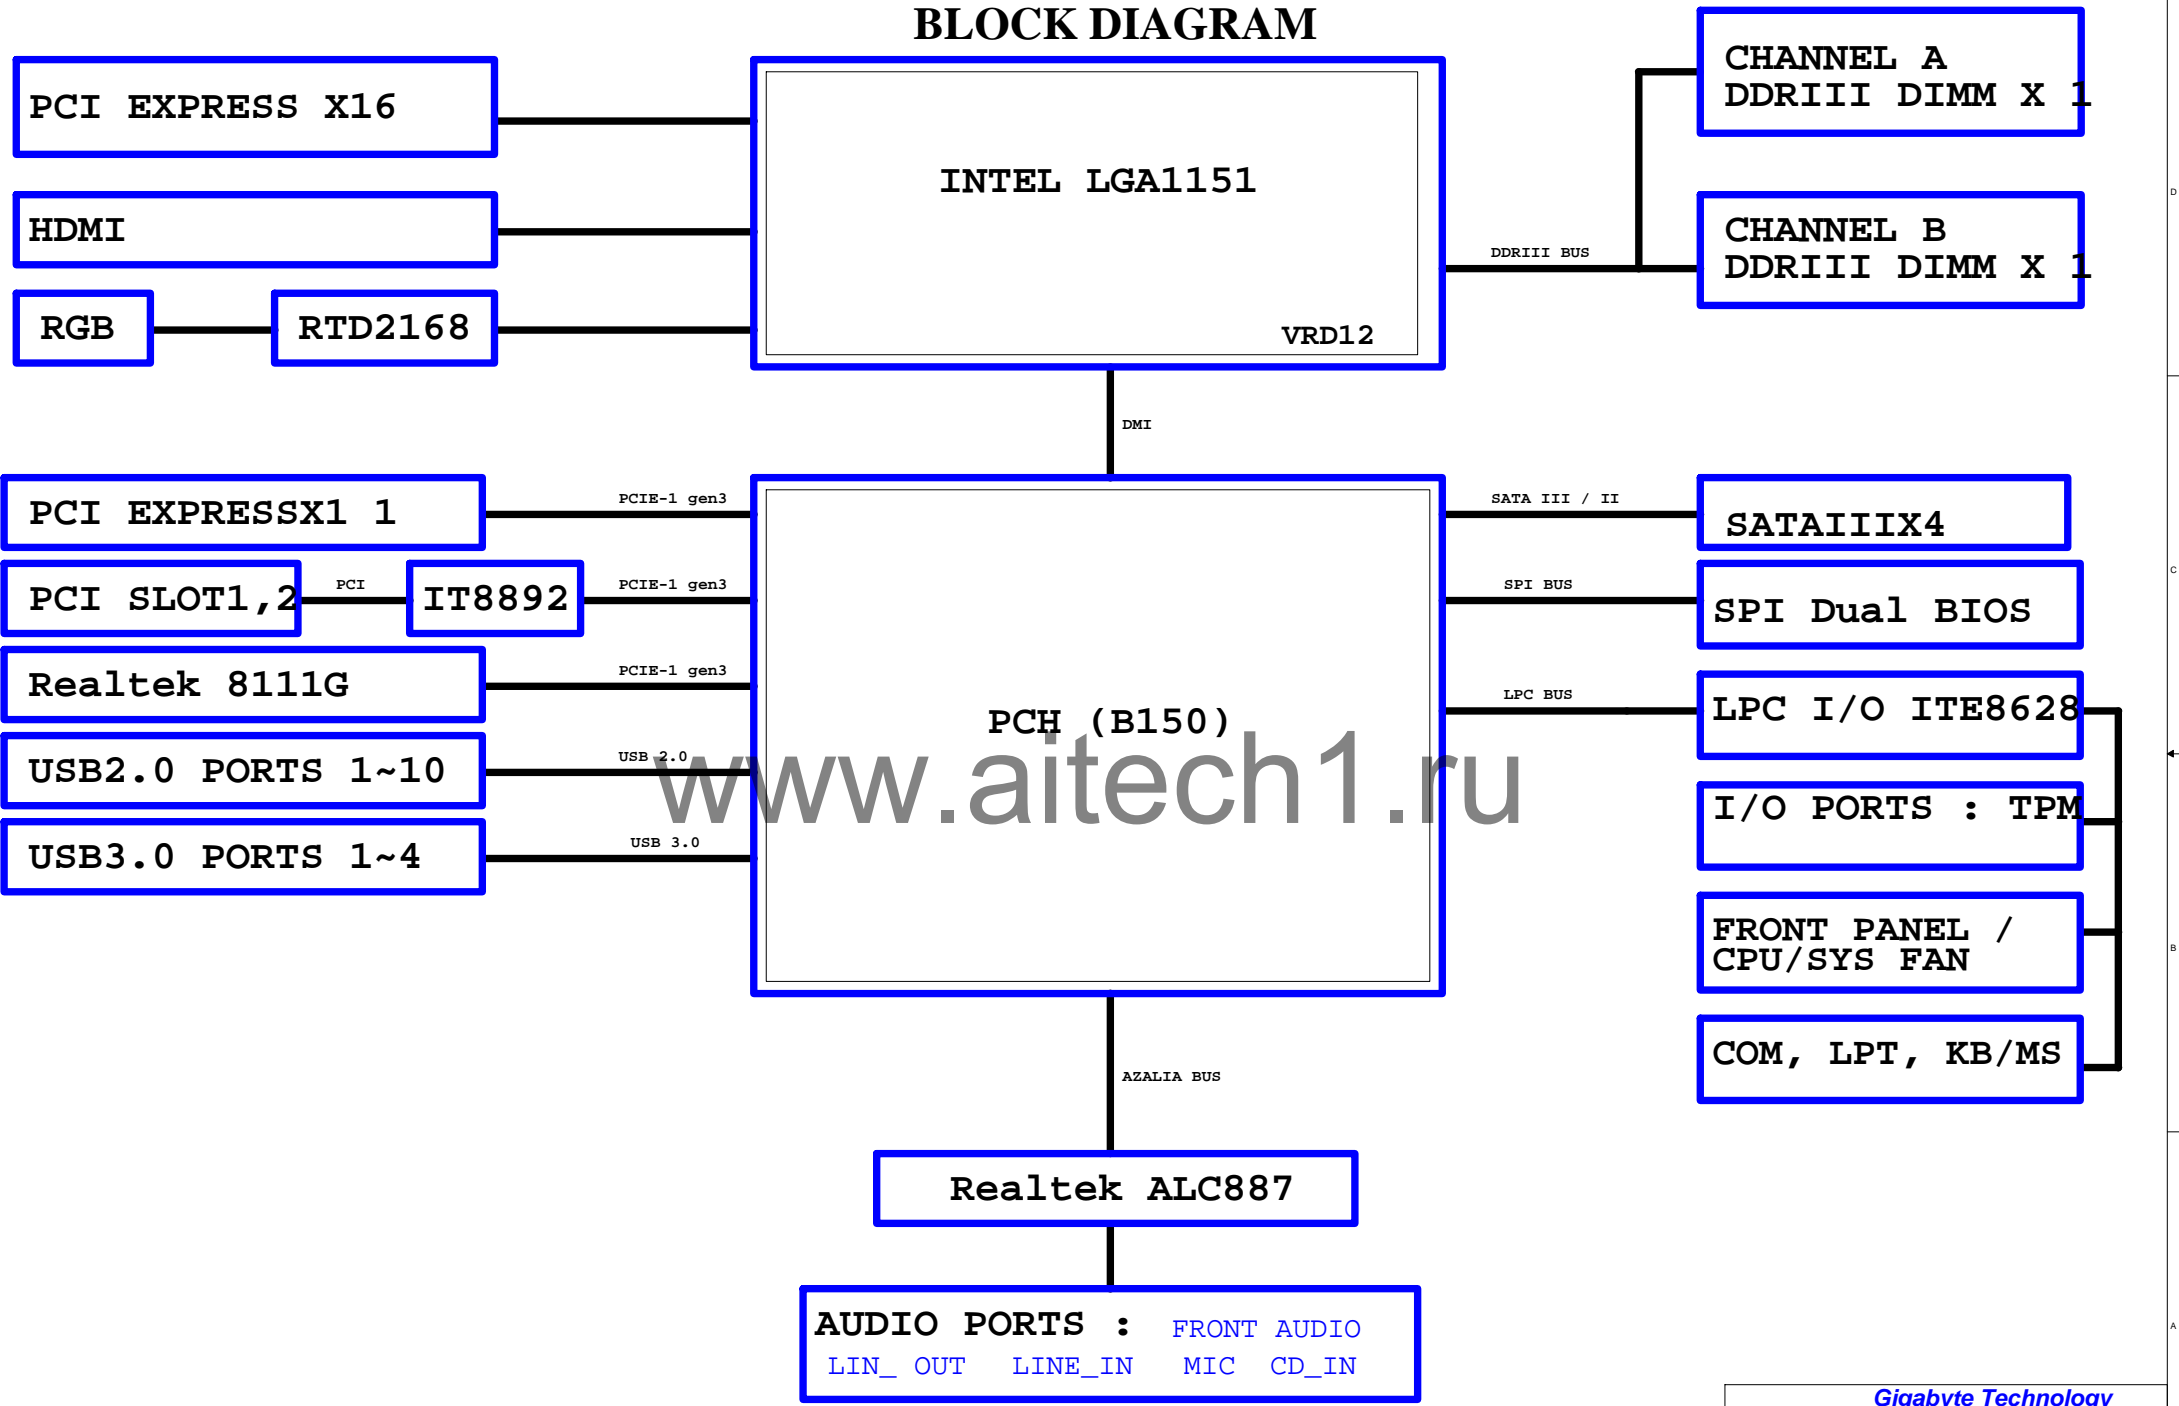 BLOCK DIAGRAM
PCI EXPRESS X16
HDMI
RGB
RTD2168
INTEL LGA1151
VRD12
DDRIII BUS
CHANNEL A
DDRIII DIMM X 1
CHANNEL B
DDRIII DIMM X 1
D
DMI
PCI EXPRESSX1 1
PCIE-1 gen3
PCI SLOT1,2
PCI
IT8892
PCIE-1 gen3
Realtek 8111G
PCIE-1 gen3
USB2.0 PORTS 1~10
USB 2.0
USB3.0 PORTS 1~4
USB 3.0
PCH (B150)
www.aitech1.ru
SATA III / II
SATAIIIX4
SPI BUS
SPI Dual BIOS
C
LPC BUS
LPC I/O ITE8628
I/O PORTS : TPM
FRONT PANEL /
CPU/SYS FAN
B
COM, LPT, KB/MS
AZALIA BUS
Realtek ALC887
AUDIO PORTS : FRONT AUDIO
LIN_ OUT LINE_IN MIC CD_IN
A
Gigabyte Technology